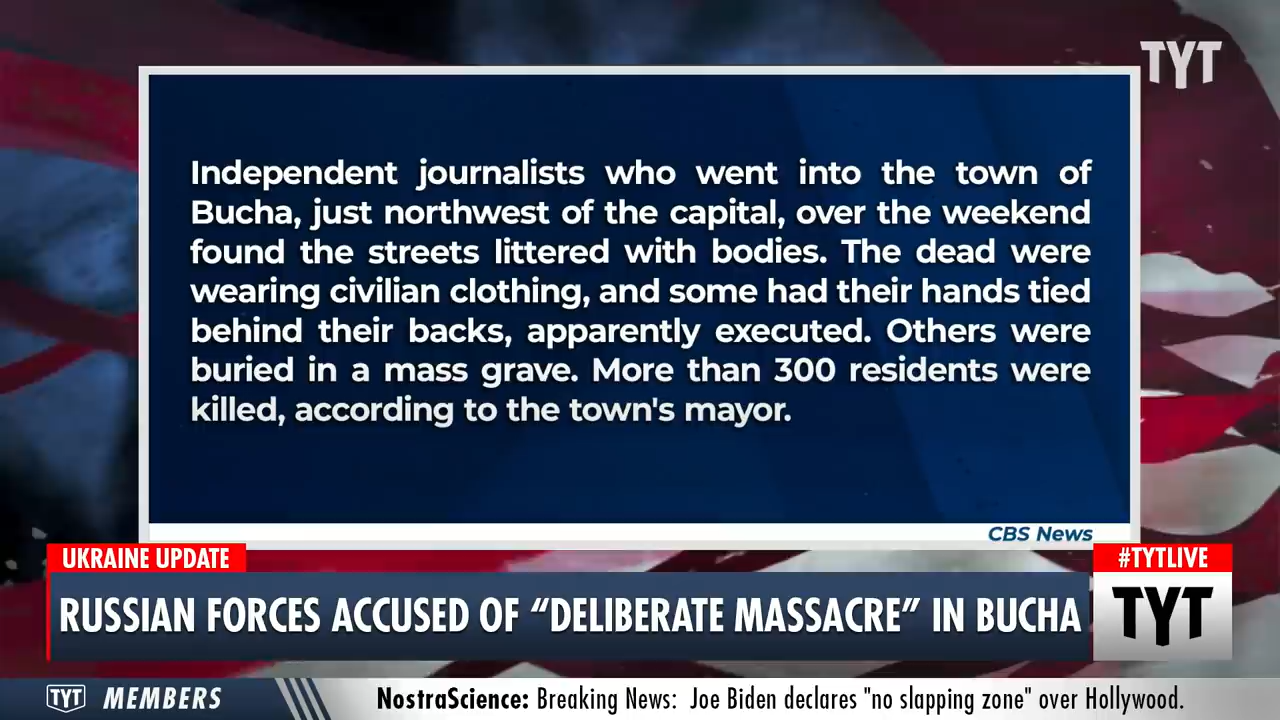 TYT
Independent journalists who went into the town of
Bucha, just northwest of the capital, over the weekend
found the streets littered with bodies. The dead were
wearing civilian clothing, and some had their hands tied
behind their backs, apparently executed. Others were
buried in a mass grave. More than 300 residents were
killed, according to the town's mayor.
CBS News
UKRAINE UPDATE
#TYTLIVE
RUSSIAN FORCES ACCUSED OF “DELIBERATE MASSACRE” IN BUCHA
TYT
TYT MEMBERS
NostraScience: Breaking News: Joe Biden declares "no slapping zone" over Hollywood.